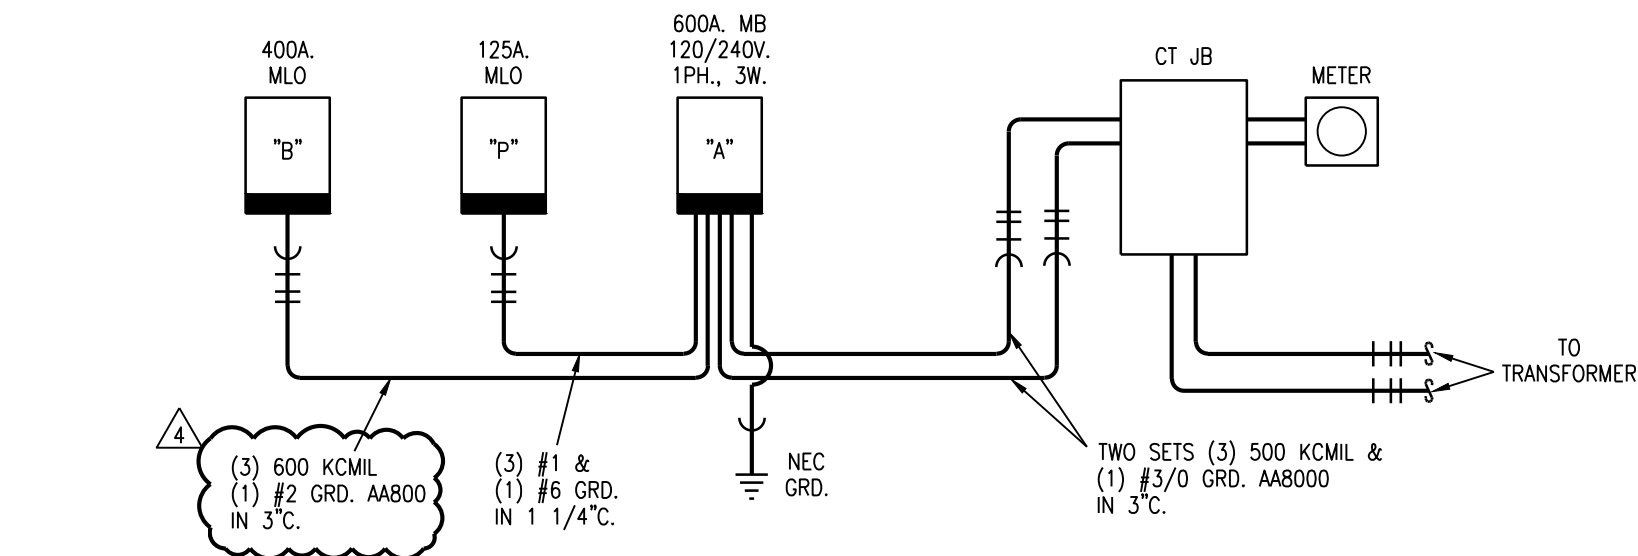 400A.
MLO
125A.
MLO
600A. MB
120/240V.
1PH., 3W.
CT JB
METER
"B"
"P"
"A"
TO
TRANSFORMER
4
(3) 600 KCMIL
(1) #2 GRD. AA800
IN 3"C.
(3) #1 &
(1) #6 GRD.
IN 1 1/4"C.
NEC
GRD.
TWO SETS (3) 500 KCMIL &
(1) #3/0 GRD. AA8000
IN 3"C.